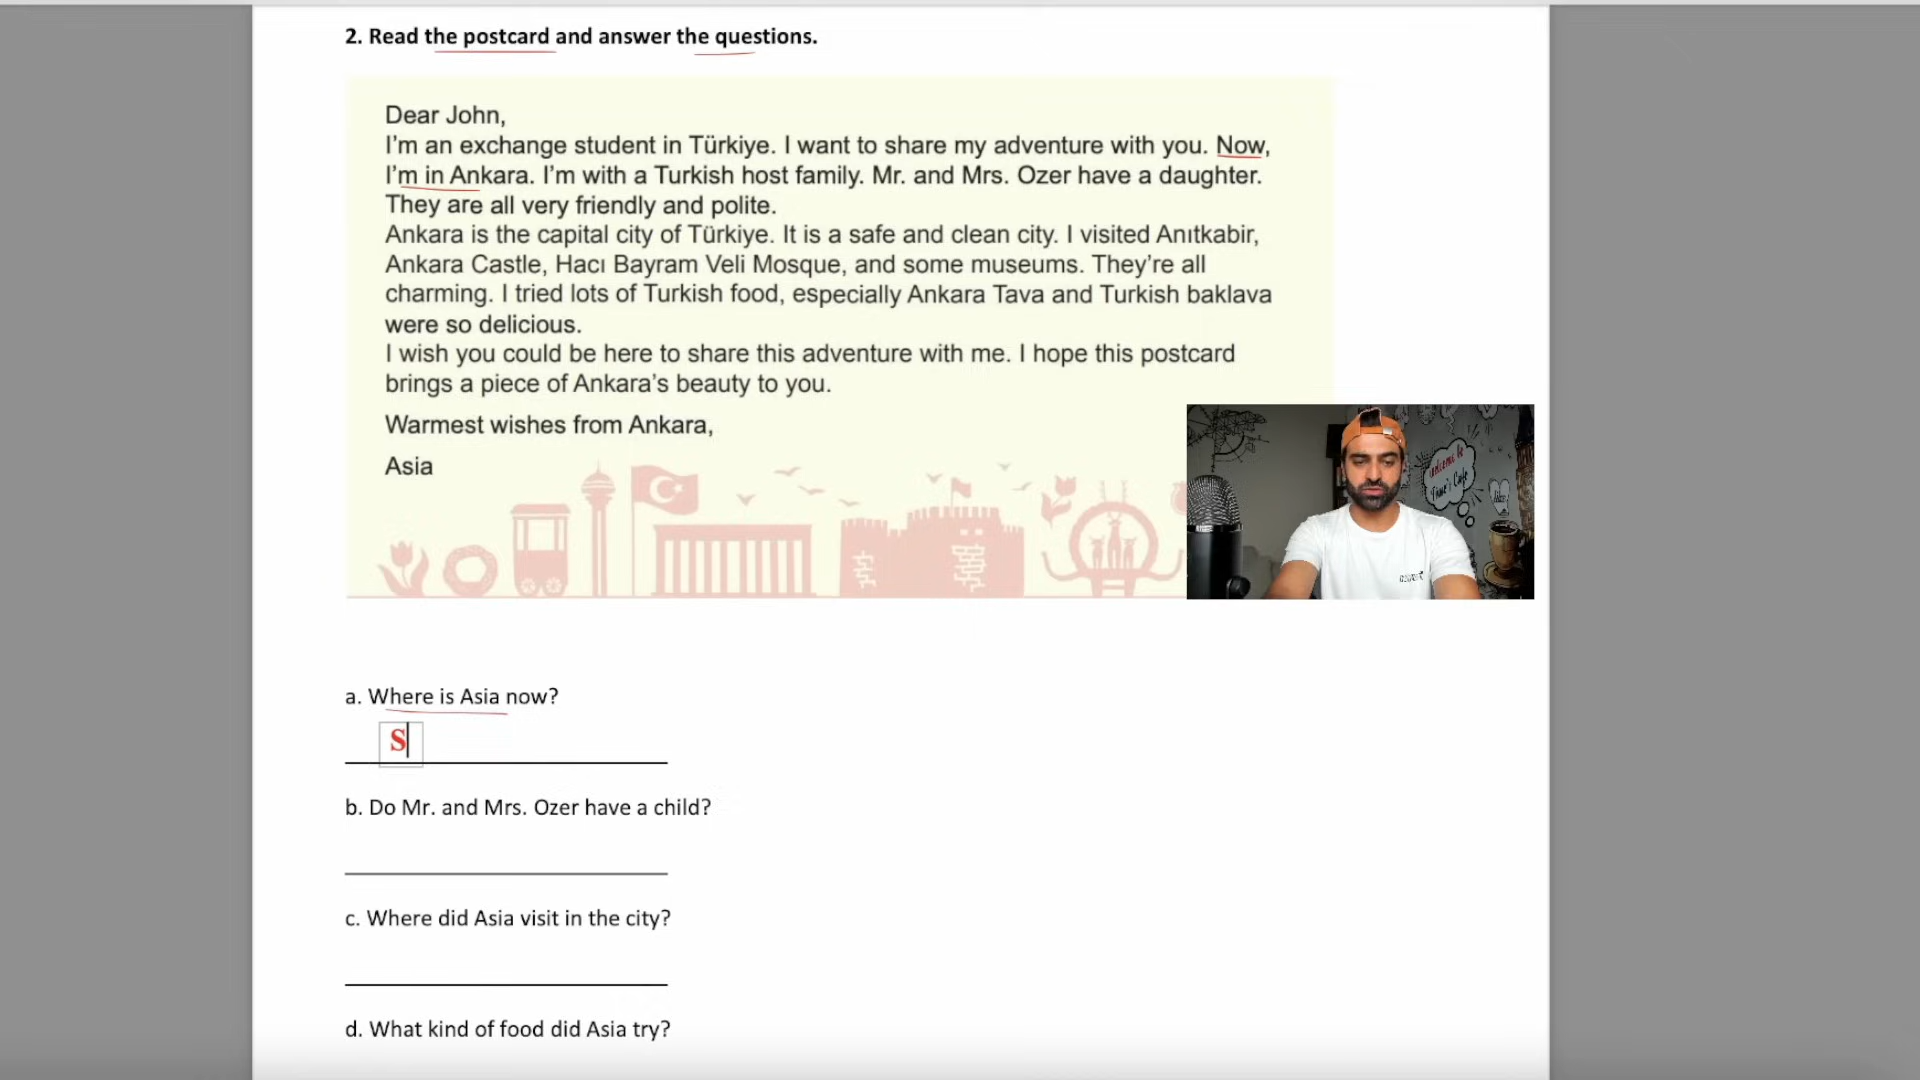 2. Read the postcard and answer the questions.
Dear John,
I'm an exchange student in Türkiye. I want to share my adventure with you. Now,
I'm in Ankara. I'm with a Turkish host family. Mr. and Mrs. Ozer have a daughter.
They are all very friendly and polite.
Ankara is the capital city of Türkiye. It is a safe and clean city. I visited Anıtkabir,
Ankara Castle, Hacı Bayram Veli Mosque, and some museums. They're all
charming. I tried lots of Turkish food, especially Ankara Tava and Turkish baklava
were so delicious.
I wish you could be here to share this adventure with me. I hope this postcard
brings a piece of Ankara's beauty to you.
Warmest wishes from Ankara,
Asia
welcome to
Time's Cafe
a. Where is Asia now?
S
b. Do Mr. and Mrs. Ozer have a child?
c. Where did Asia visit in the city?
d. What kind of food did Asia try?